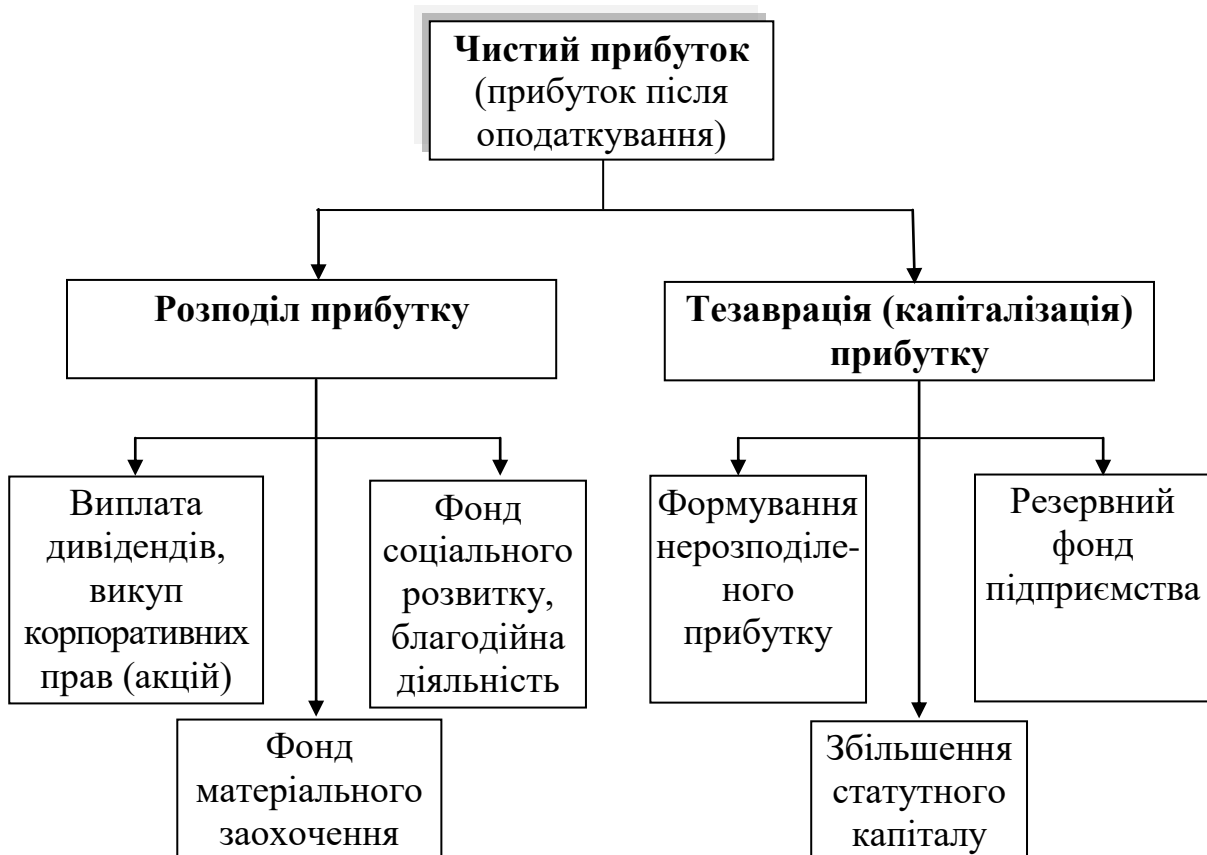 Чистий прибуток
(прибуток після
оподаткування)
Розподіл прибутку
Тезаврація (капіталізація)
прибутку
Виплата
дивідендів,
викуп
корпоративних
прав (акцій)
Фонд
соціального
розвитку,
благодійна
діяльність
Формування
нерозподіле-
ного
прибутку
Резервний
фонд
підприємства
Фонд
матеріального
заохочення
Збільшення
статутного
капіталу